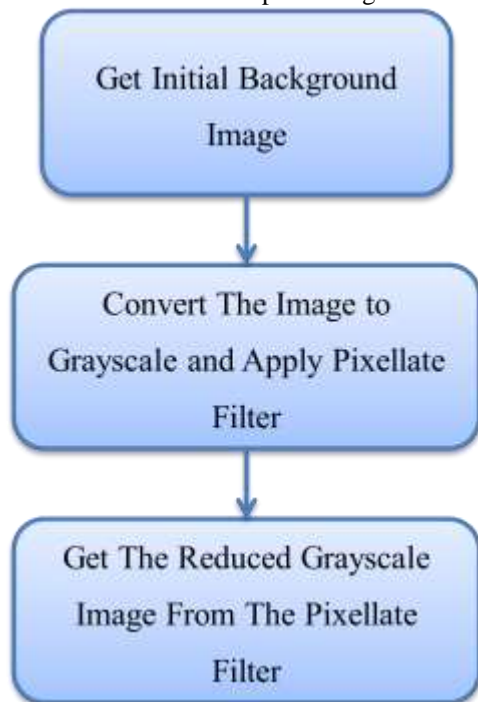 Get Initial Background
Image
Convert The Image to
Grayscale and Apply Pixellate
Filter
Get The Reduced Grayscale
Image From The Pixellate
Filter